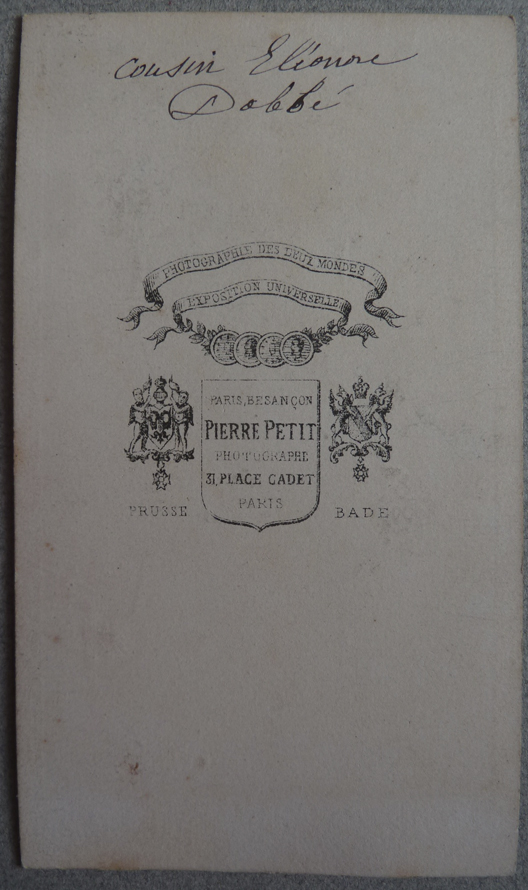 cousin Eléonore
Dobbé
PHOTOGRAPHIE DES DEUX MONDES
EXPOSITION UNIVERSELLE
PARIS, BESANÇON
PIERRE PETIT
PHOTOGRAPHE
31, PLACE CADET
PARIS
PRUSSE
BADE